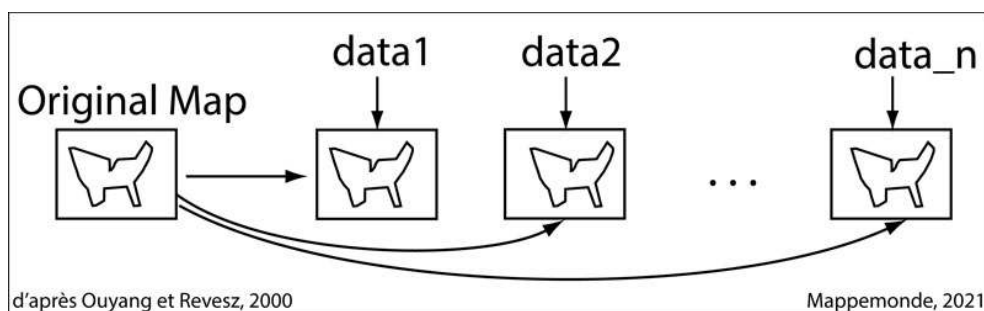 data1 data2 data_n
Original Map
...
d'après Ouyang et Revesz, 2000 Mappemonde, 2021